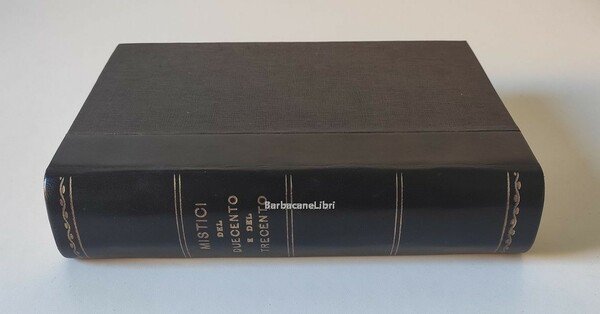 MISTICI
DEL
DUECENTO
E DEL
TRECENTO
BarbacaneLibri